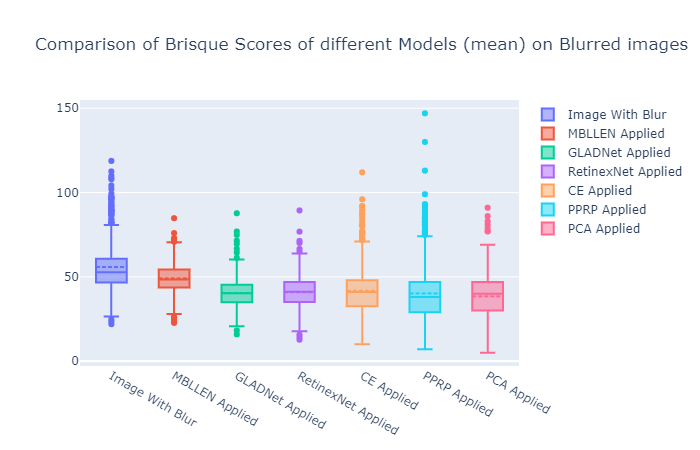 Comparison of Brisque Scores of different Models (mean) on Blurred images
150
100
50
0
Image With Blur
MBLLEN Applied
GLADNet Applied
RetinexNet Applied
CE Applied
PPRP Applied
PCA Applied
Image With Blur
MBLLEN Applied
GLADNet Applied
RetinexNet Applied
CE Applied
PPRP Applied
PCA Applied